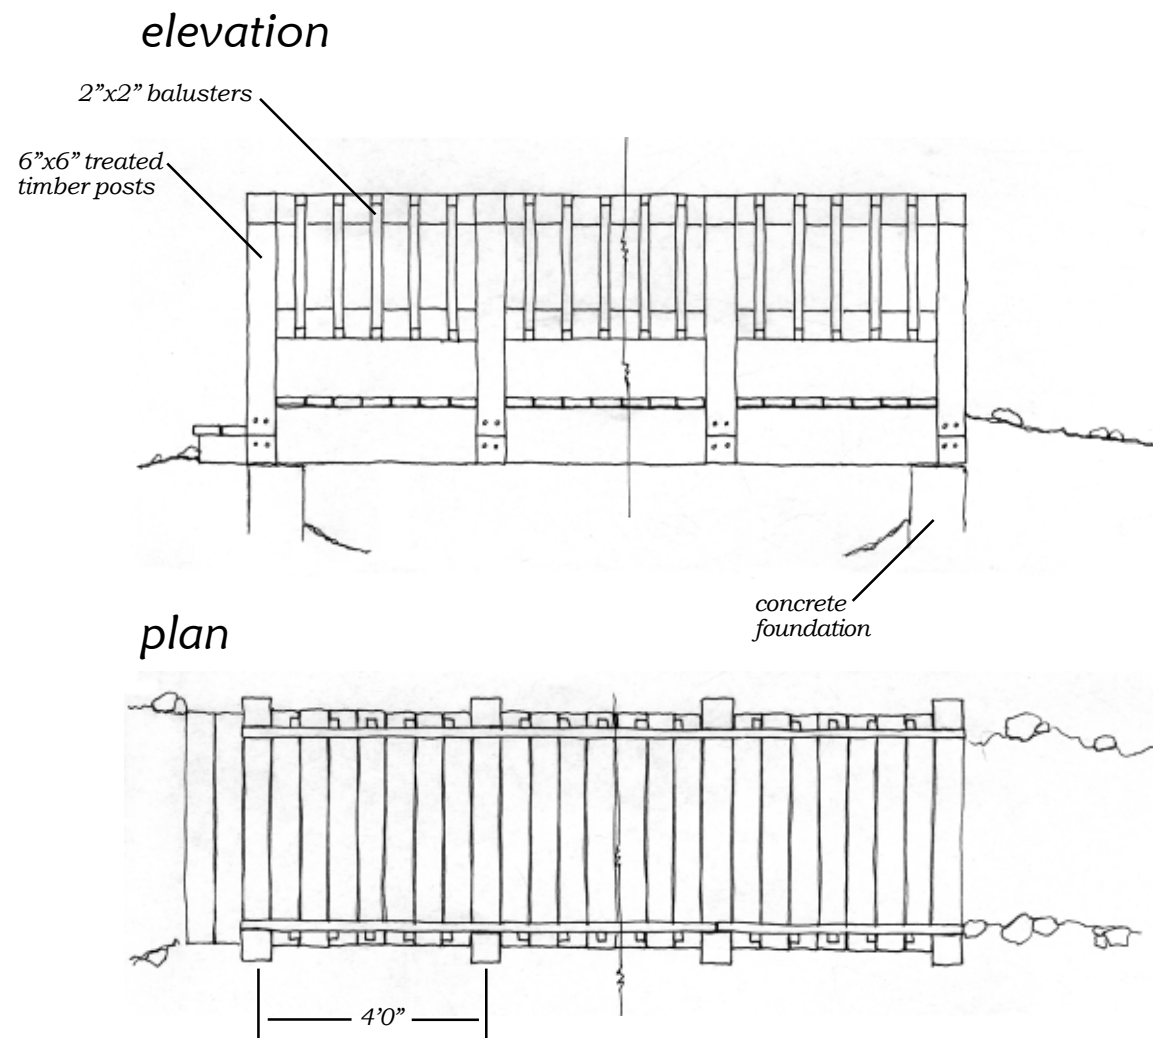 elevation
2”x2” balusters
6”x6” treated
timber posts
concrete
foundation
plan
4’0”